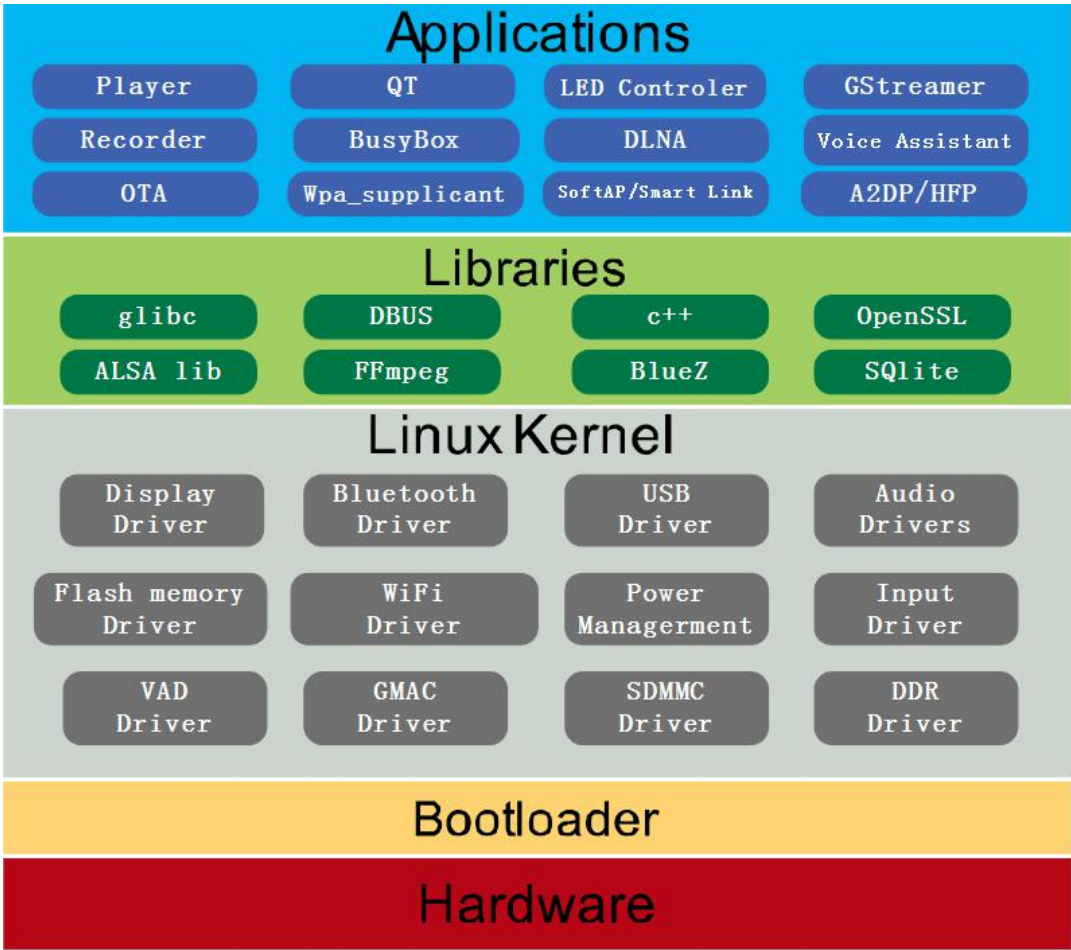 Applications
Player
QT
LED Controler
GStreamer
Recorder
BusyBox
DLNA
Voice Assistant
OTA
Wpa_supplicant
SoftAP/Smart Link
A2DP/HFP
Libraries
glibc
DBUS
c++
OpenSSL
ALSA lib
FFmpeg
BlueZ
SQlite
Linux Kernel
Display
Driver
Bluetooth
Driver
USB
Driver
Audio
Drivers
Flash memory
Driver
WiFi
Driver
Power
Managerment
Input
Driver
VAD
Driver
GMAC
Driver
SDMMC
Driver
DDR
Driver
Bootloader
Hardware